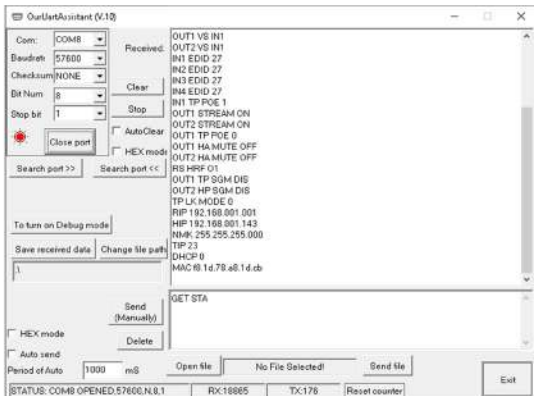 OurUartAssistant (V.10)
Com: COM8
Baudrate 57600
Checksum NONE
Bit Num 8
Stop bit 1
Close port
Received:
Clear
Stop
AutoClear
HEX mode
Search port >>
Search port <<
To turn on Debug mode
Save received data
Change file path
.\
OUT1 VS IN1
OUT2 VS IN1
IN1 EDID 27
IN2 EDID 27
IN3 EDID 27
IN4 EDID 27
IN1 TP POE 1
OUT1 STREAM ON
OUT2 STREAM ON
OUT1 TP POE 0
OUT1 HA MUTE OFF
OUT2 HA MUTE OFF
RS HRF O1
OUT1 TP SGM DIS
OUT2 HP SGM DIS
TP LK MODE 0
RIP 192.168.001.001
HIP 192.168.001.143
NMK 255.255.255.000
TIP 23
DHCP 0
MAC f8.1d.78.a8.1d.cb
Send
(Manually)
Delete
GET STA
HEX mode
Auto send
Period of Auto 1000 mS
Open file
No File Selected!
Send file
Exit
STATUS: COM8 OPENED,57600,N,8,1
RX:18865
TX:176
Reset counter